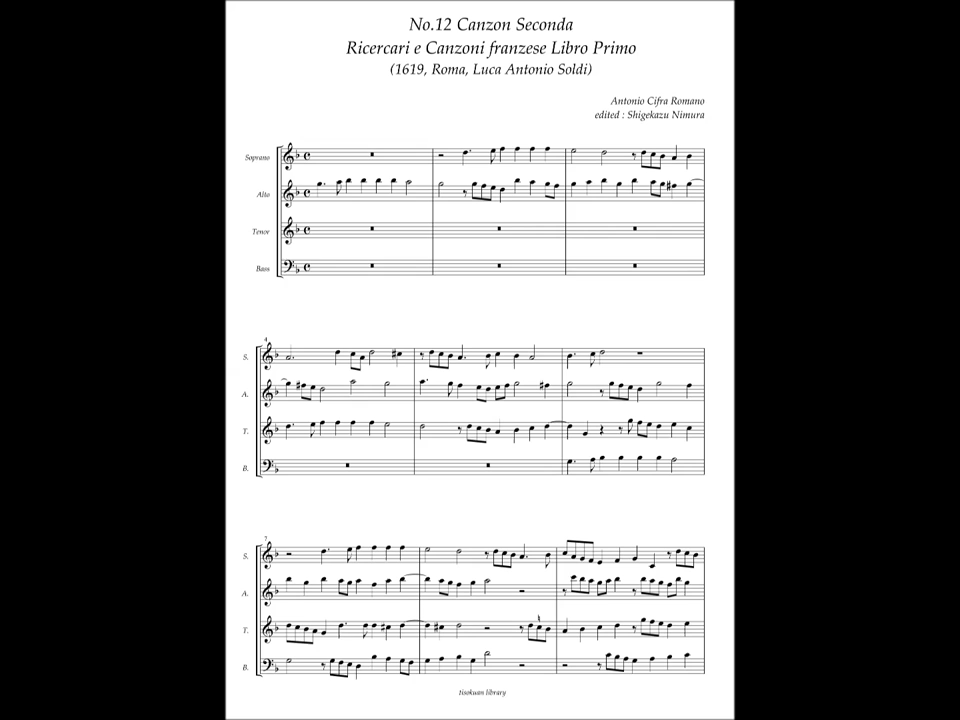 No.12 Canzon Seconda
Ricercari e Canzoni franzese Libro Primo
(1619, Roma, Luca Antonio Soldi)
Antonio Cifra Romano
edited : Shigekazu Nimura
Soprano
Alto
Tenor
Bass
4
S.
A.
T.
B.
7
S.
A.
T.
B.
tisokuan library